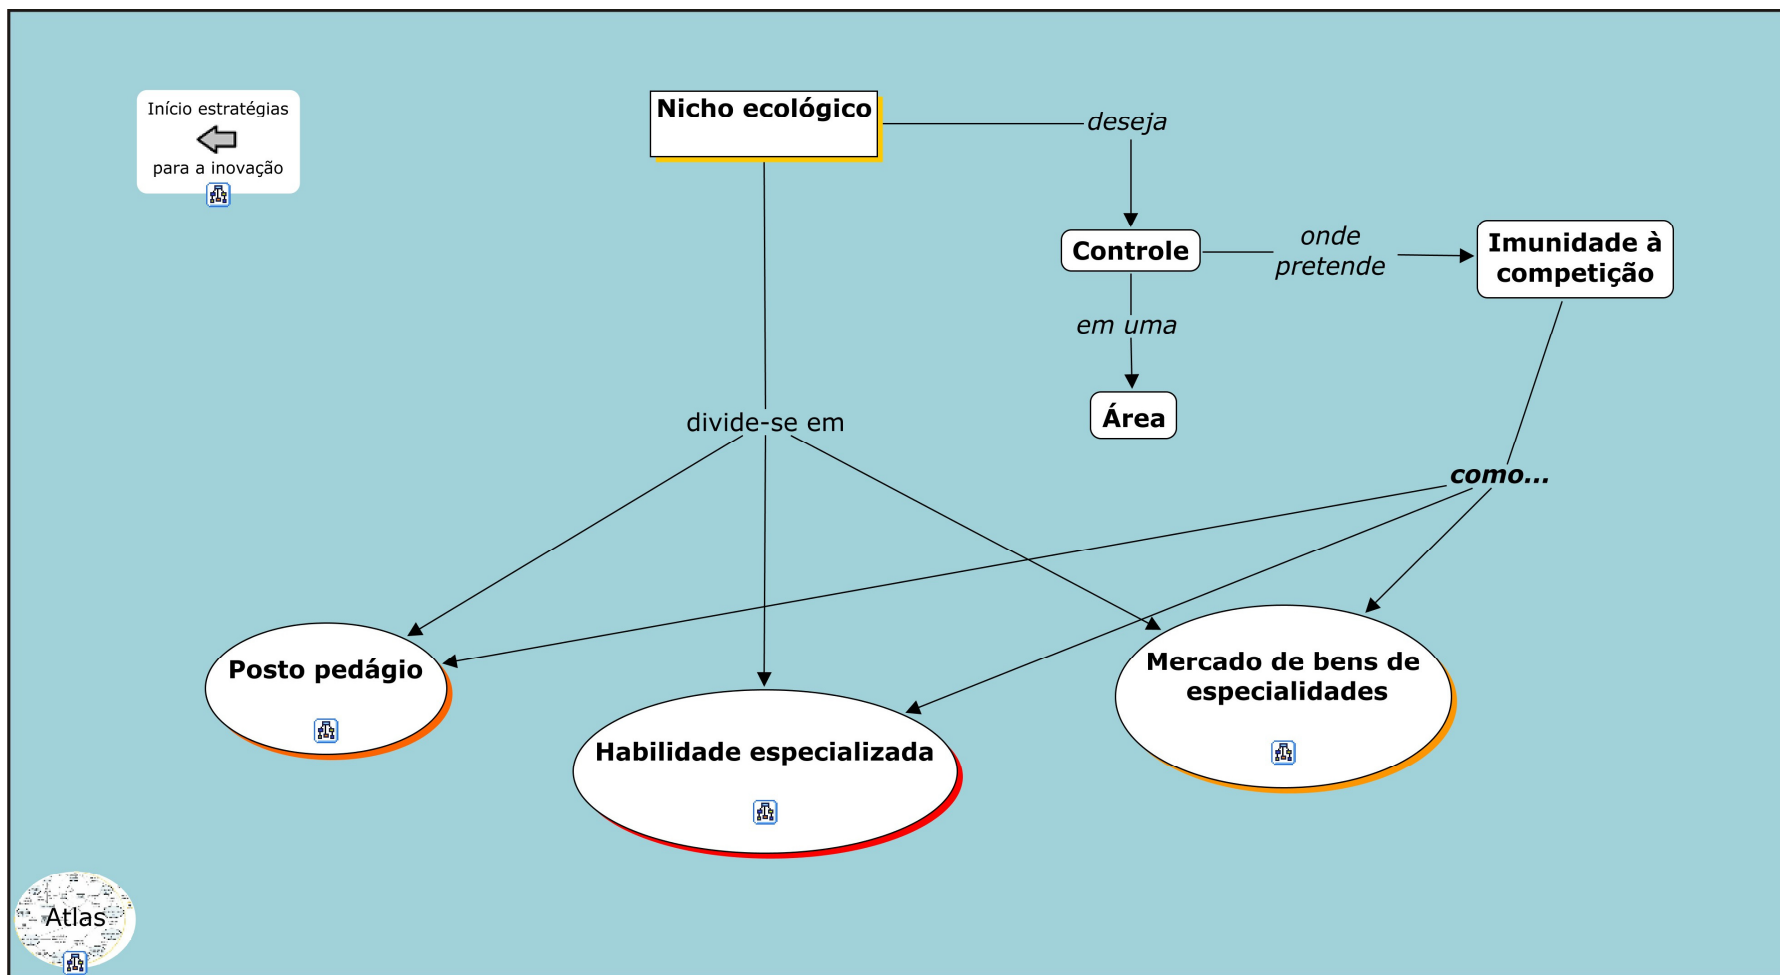 Início estratégias
para a inovação
Nicho ecológico
deseja
Controle
onde
pretende
Imunidade à
competição
em uma
Área
divide-se em
como...
Posto pedágio
Habilidade especializada
Mercado de bens de
especialidades
Atlas